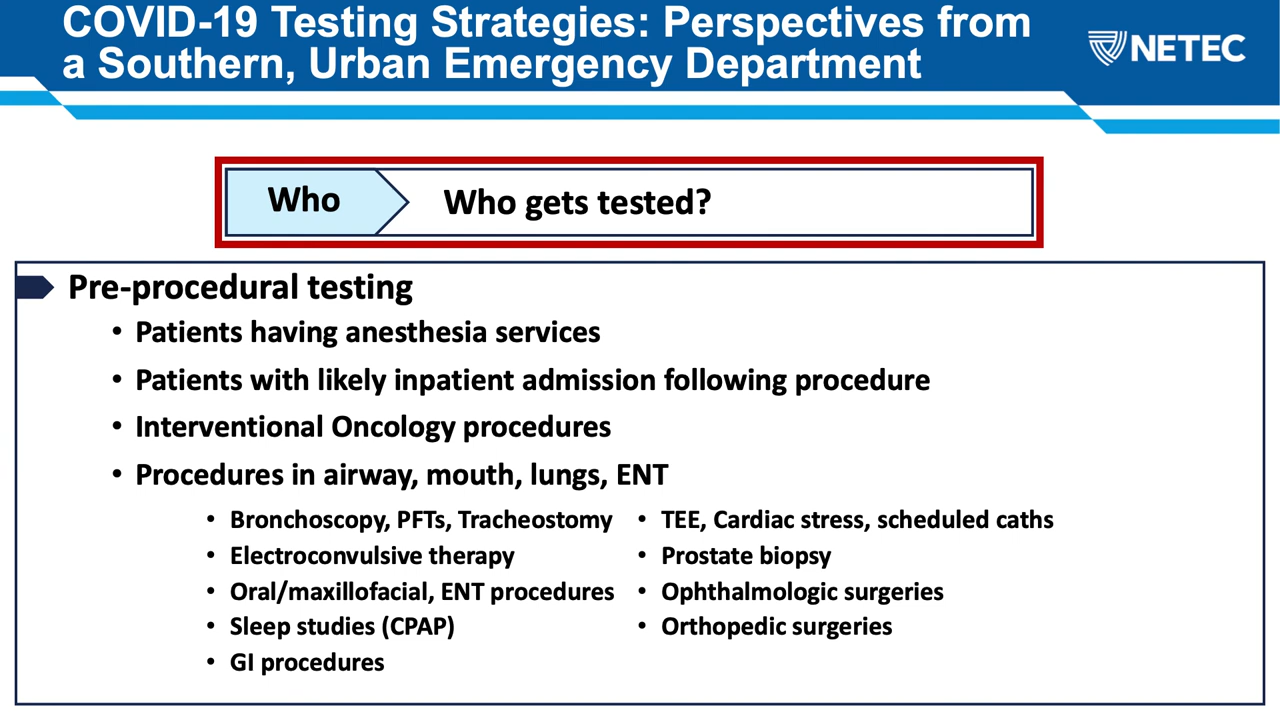 COVID-19 Testing Strategies: Perspectives from
a Southern, Urban Emergency Department
NETEC
Who
Who gets tested?
Pre-procedural testing
• Patients having anesthesia services
• Patients with likely inpatient admission following procedure
• Interventional Oncology procedures
• Procedures in airway, mouth, lungs, ENT
• Bronchoscopy, PFTs, Tracheostomy
• Electroconvulsive therapy
• Oral/maxillofacial, ENT procedures
• Sleep studies (CPAP)
• GI procedures
• TEE, Cardiac stress, scheduled caths
• Prostate biopsy
• Ophthalmologic surgeries
• Orthopedic surgeries